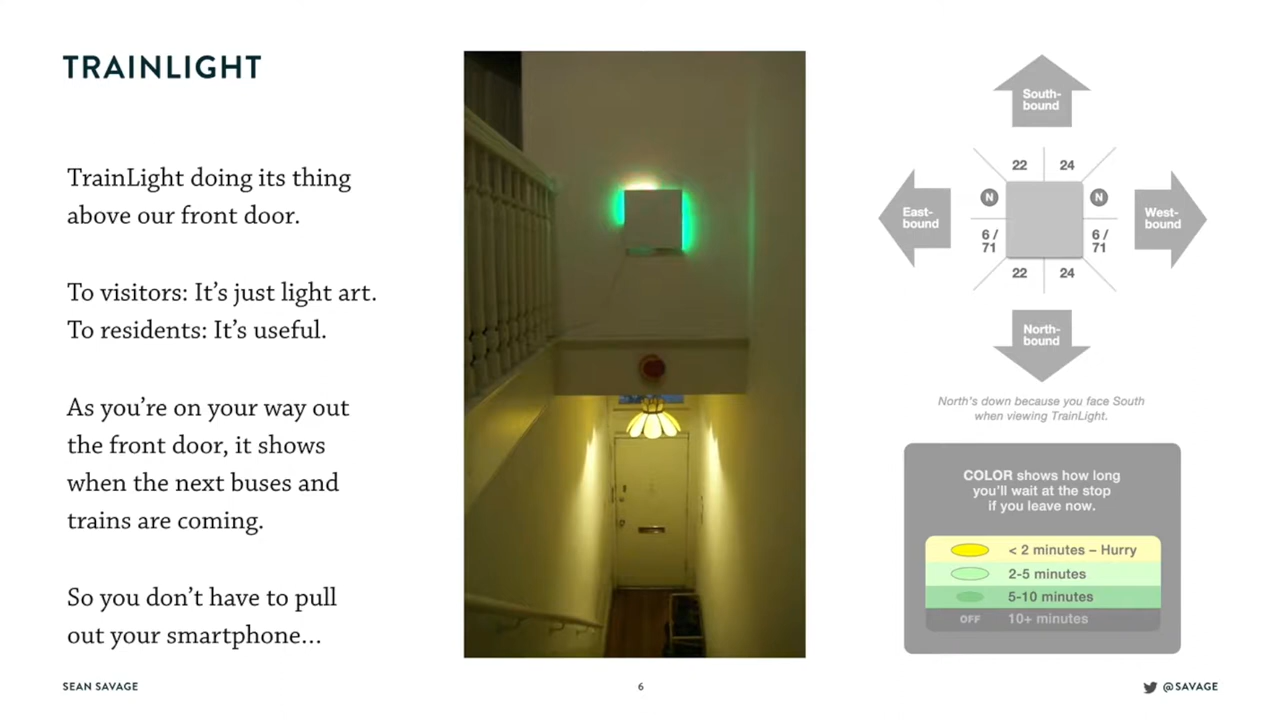 TRAINLIGHT
TrainLight doing its thing
above our front door.
To visitors: It’s just light art.
To residents: It’s useful.
As you’re on your way out
the front door, it shows
when the next buses and
trains are coming.
So you don’t have to pull
out your smartphone…
South-
bound
22
24
East-
bound
N
N
West-
bound
6 /
71
6 /
71
22
24
North-
bound
North’s down because you face South
when viewing TrainLight.
COLOR shows how long
you’ll wait at the stop
if you leave now.
< 2 minutes – Hurry
2-5 minutes
5-10 minutes
OFF 10+ minutes
SEAN SAVAGE
6
@SAVAGE